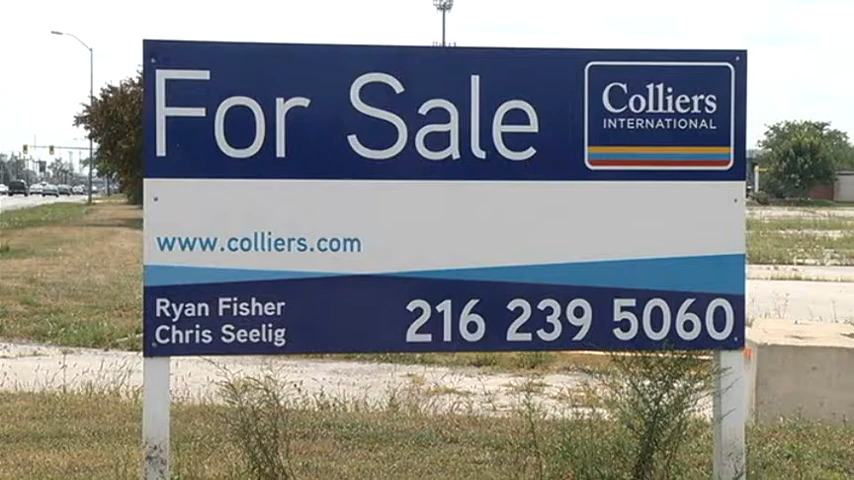 For Sale
Colliers
INTERNATIONAL
www.colliers.com
Ryan Fisher
Chris Seelig
216 239 5060